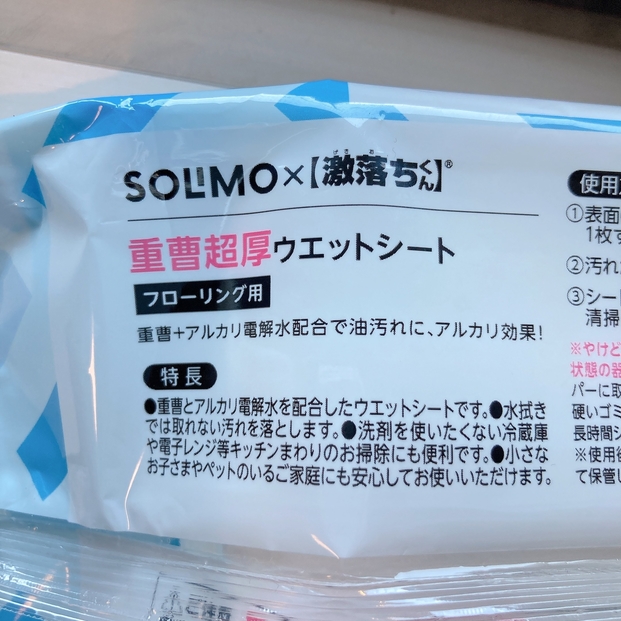 SOLIMO×【激落ちくん】®
げきお
重曹超厚ウエットシート
フローリング用
重曹+アルカリ電解水配合で油汚れに、アルカリ効果!
特長
●重曹とアルカリ電解水を配合したウエットシートです。●水拭き
では取れない汚れを落とします。●洗剤を使いたくない冷蔵庫
や電子レンジ等キッチンまわりのお掃除にも便利です。●小さな
お子さまやペットのいるご家庭にも安心してお使いいただけます。
使用
①表面
1枚す
②汚れ
③シー
清掃
※やけど
状態の器
パーに取
硬いゴミ
長時間シ
※使用後
て保管し